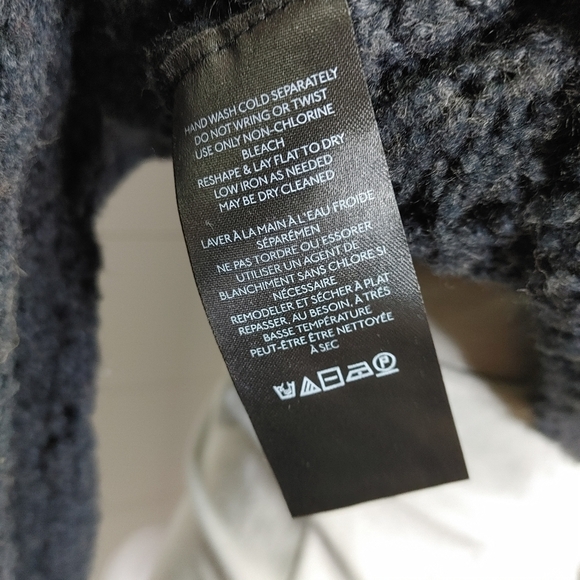 HAND WASH COLD SEPARATELY
DO NOT WRING OR TWIST
USE ONLY NON-CHLORINE
BLEACH
RESHAPE & LAY FLAT TO DRY
LOW IRON AS NEEDED
MAY BE DRY CLEANED
LAVER À LA MAIN À L'EAU FROIDE
SÉPARÉMEN
NE PAS TORDRE OU ESSORER
UTILISER UN AGENT DE
BLANCHIMENT SANS CHLORE SI
NÉCESSAIRE
REMODELER ET SÈCHER À PLAT
REPASSER, AU BESOIN, À TRÈS
BASSE TEMPÉRATURE
PEUT-ÊTRE ÊTRE NETTOYÉE
À SEC
P